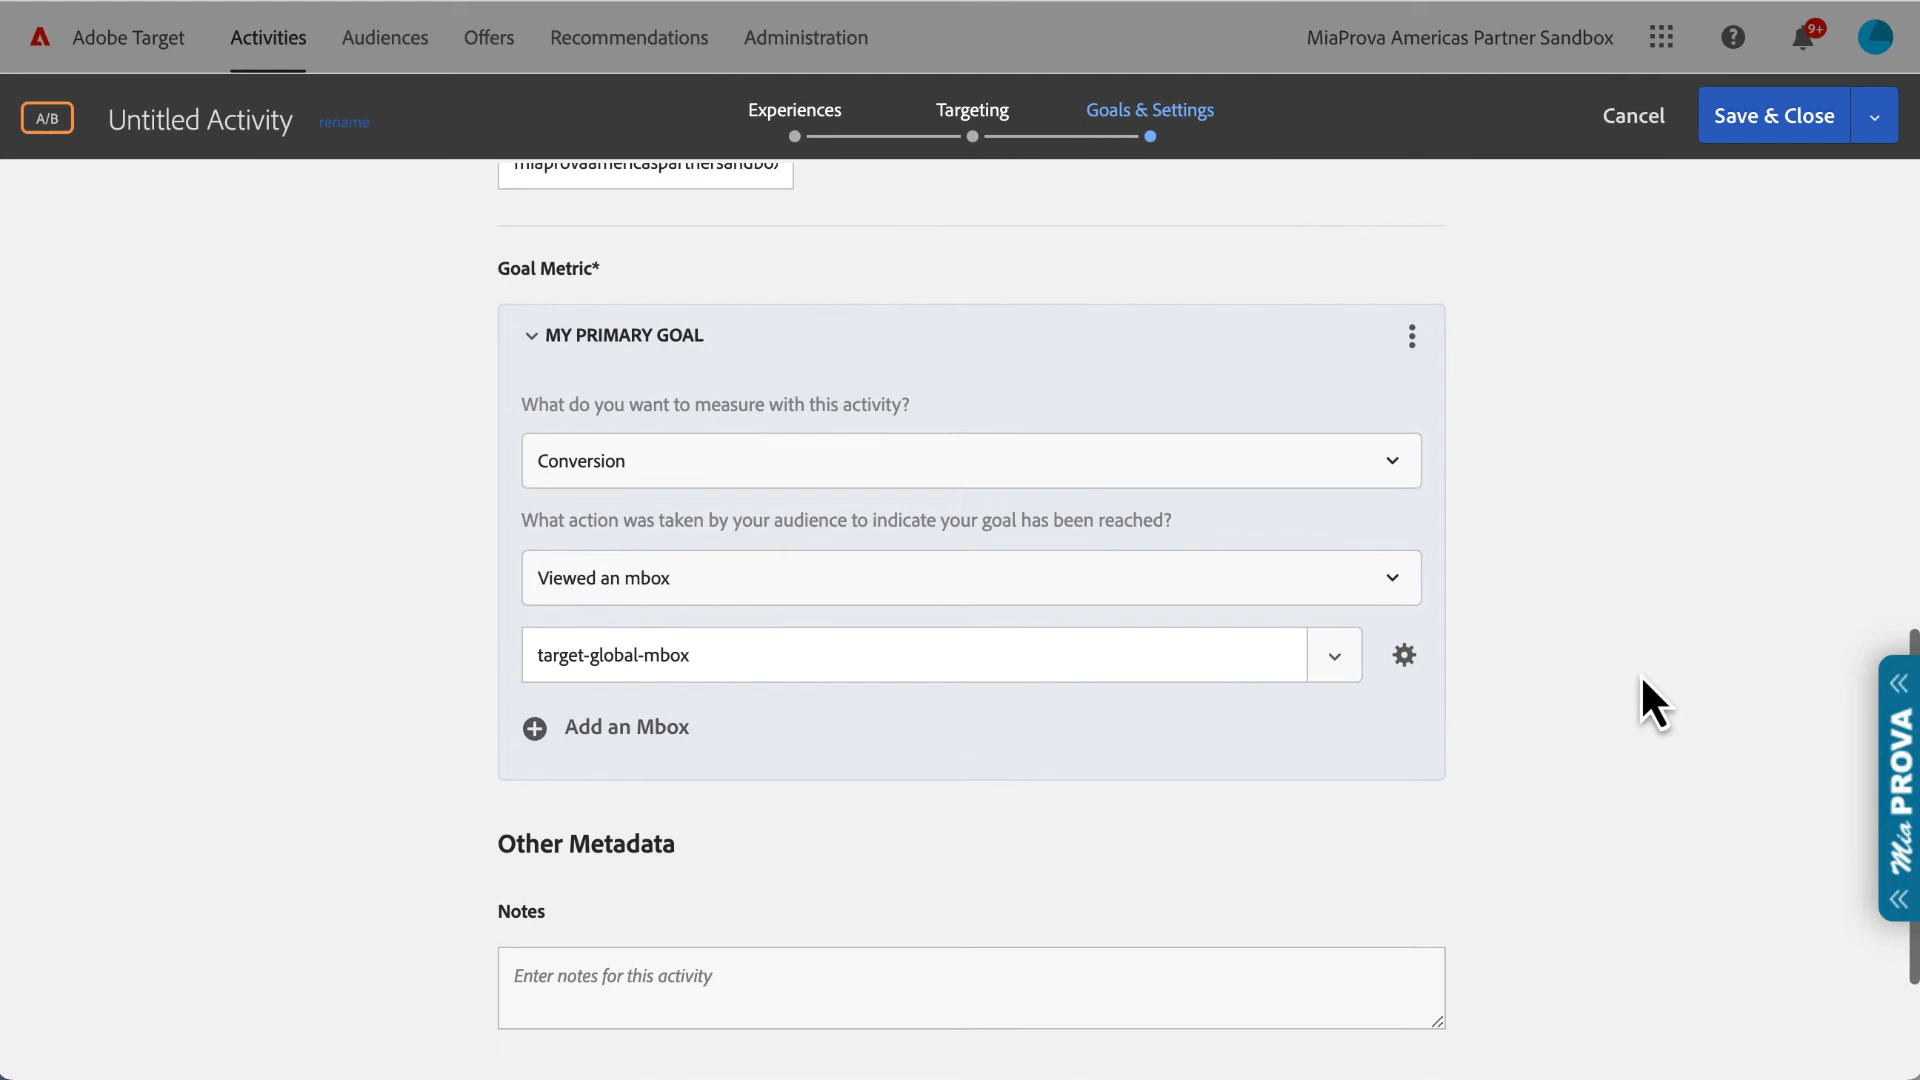 Adobe Target
Activities
Audiences
Offers
Recommendations
Administration
MiaProva Americas Partner Sandbox
9+
A/B
Untitled Activity
rename
Experiences
Targeting
Goals & Settings
Cancel
Save & Close
miaprovaamericaspartnersandbox
Goal Metric*
MY PRIMARY GOAL
What do you want to measure with this activity?
Conversion
What action was taken by your audience to indicate your goal has been reached?
Viewed an mbox
target-global-mbox
Add an Mbox
Other Metadata
Notes
Enter notes for this activity
Mia PROVA